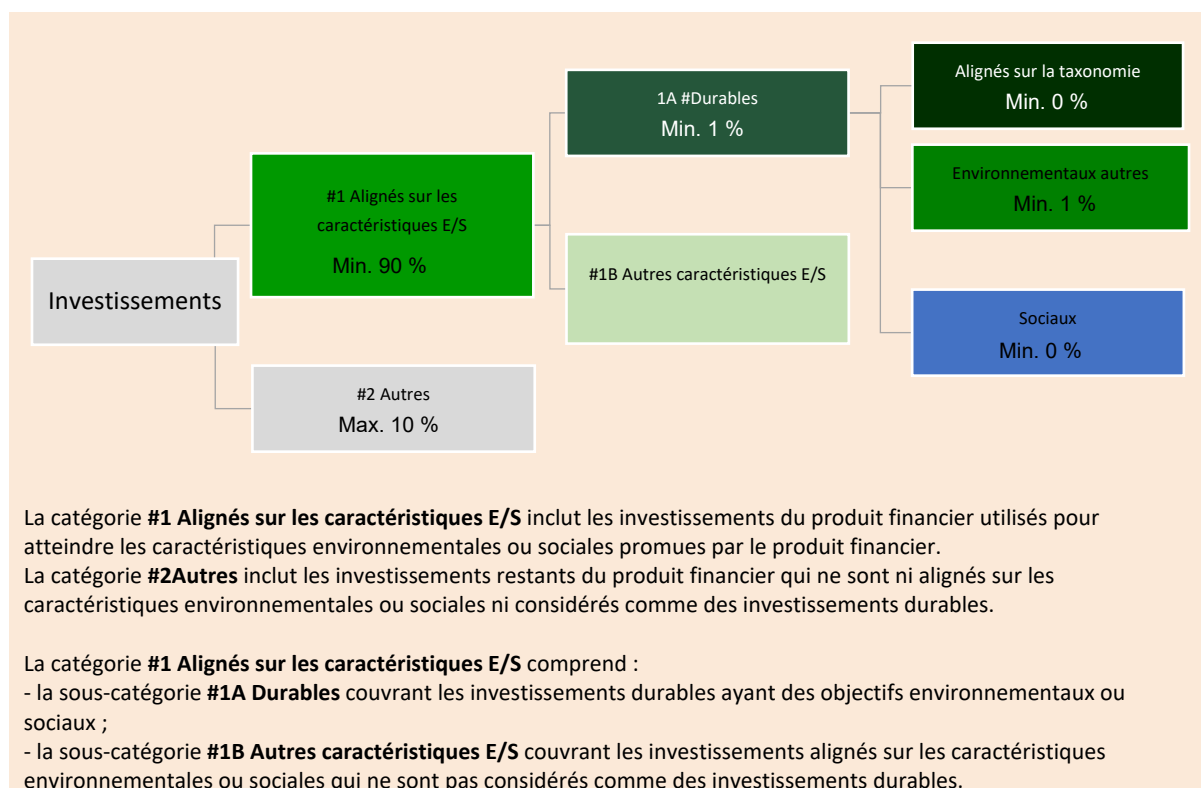 Alignés sur la taxonomie
Min. 0 %
1A #Durables
Min. 1 %
Environnementaux autres
Min. 1 %
#1 Alignés sur les
caractéristiques E/S
Min. 90 %
#1B Autres caractéristiques E/S
Investissements
Sociaux
Min. 0 %
#2 Autres
Max. 10 %
La catégorie #1 Alignés sur les caractéristiques E/S inclut les investissements du produit financier utilisés pour
atteindre les caractéristiques environnementales ou sociales promues par le produit financier.
La catégorie #2Autres inclut les investissements restants du produit financier qui ne sont ni alignés sur les
caractéristiques environnementales ou sociales ni considérés comme des investissements durables.
La catégorie #1 Alignés sur les caractéristiques E/S comprend :
- la sous-catégorie #1A Durables couvrant les investissements durables ayant des objectifs environnementaux ou
sociaux ;
- la sous-catégorie #1B Autres caractéristiques E/S couvrant les investissements alignés sur les caractéristiques
environnementales ou sociales qui ne sont pas considérés comme des investissements durables.